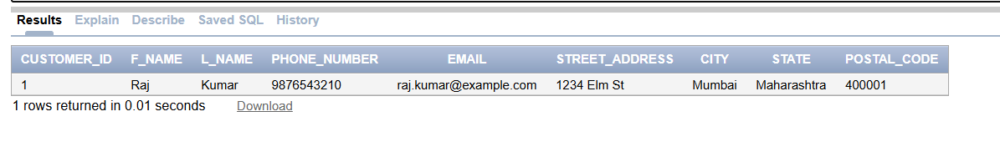 Results Explain Describe Saved SQL History
CUSTOMER_ID F_NAME L_NAME PHONE_NUMBER EMAIL STREET_ADDRESS CITY STATE POSTAL_CODE
1 Raj Kumar 9876543210 raj.kumar@example.com 1234 Elm St Mumbai Maharashtra 400001
1 rows returned in 0.01 seconds Download